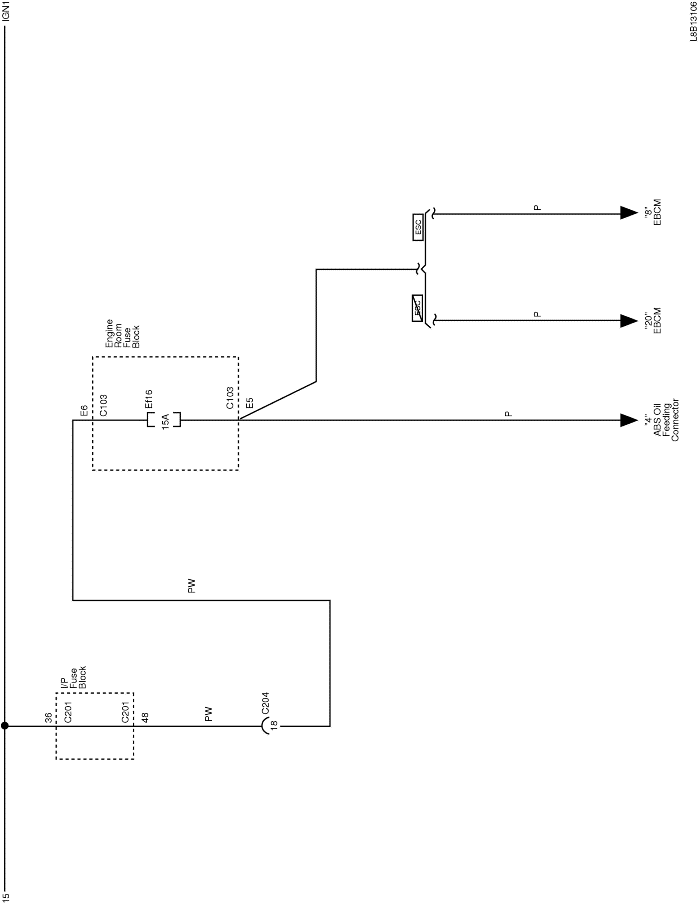 15
IGN1
I/P
Fuse
Block
36
C201
C201
48
PW
C204
18
PW
Engine
Room
Fuse
Block
E6
C103
Ef16
15A
C103
E5
ESC
ESC
P
P
P
"4"
ABS Oil
Feeding
Connector
"20"
EBCM
"8"
EBCM
L8B13106